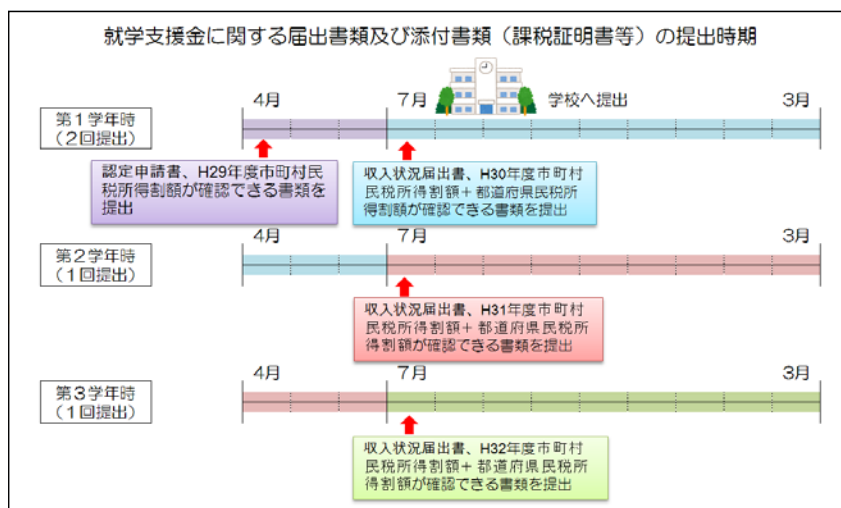 就学支援金に関する届出書類及び添付書類（課税証明書等）の提出時期
4月
7月
学校へ提出
3月
第1学年時
（2回提出）
認定申請書、H29年度市町村民
税所得割額が確認できる書類を
提出
収入状況届出書、H30年度市町村
民税所得割額＋都道府県民税所
得割額が確認できる書類を提出
4月
7月
3月
第2学年時
（1回提出）
収入状況届出書、H31年度市町村
民税所得割額＋都道府県民税所
得割額が確認できる書類を提出
4月
7月
3月
第3学年時
（1回提出）
収入状況届出書、H32年度市町村
民税所得割額＋都道府県民税所
得割額が確認できる書類を提出